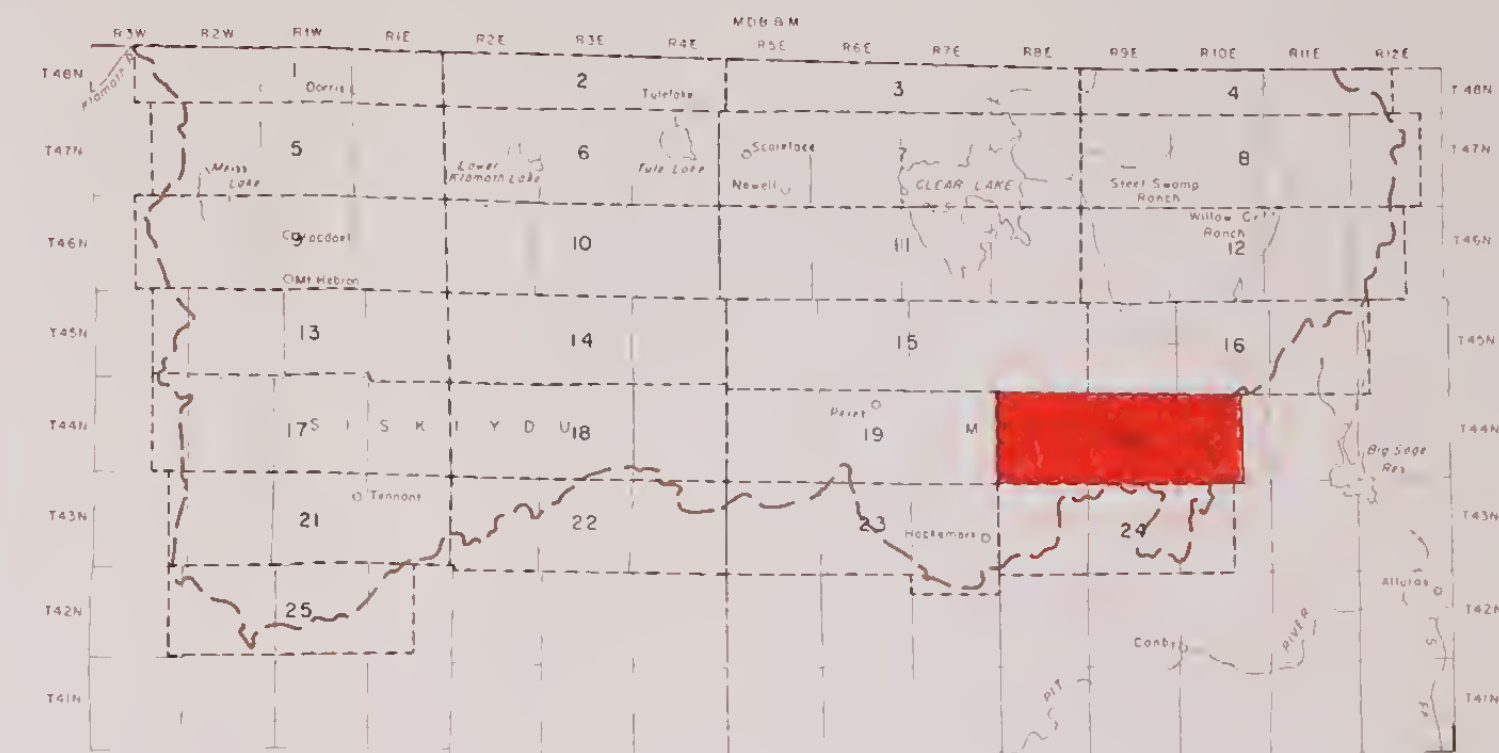 MDB&M
R3W R2W R1W R1E R2E R3E R4E R5E R6E R7E R8E R9E R10E R11E R12E
T48N 1 2 3 4 T48N
Klamath R
Dorris Tulelake
T47N 5 6 8 T47N
Meiss Lake
Lower Klamath Lake
Tule Lake
Scarface
Newell
CLEAR LAKE
Steel Swamp Ranch
Willow Ranch
T46N 9 10 11 12 T46N
Mt Hebron
T45N 13 14 15 16 T45N
Peret
T44N 17 S I S K I Y O U 18 19 M T44N
Big Sage Res
Tennant
T43N 21 22 23 24 T43N
Hackamore
Alturas
T42N 25 T42N
Canby
PIT RIVER
T41N T41N